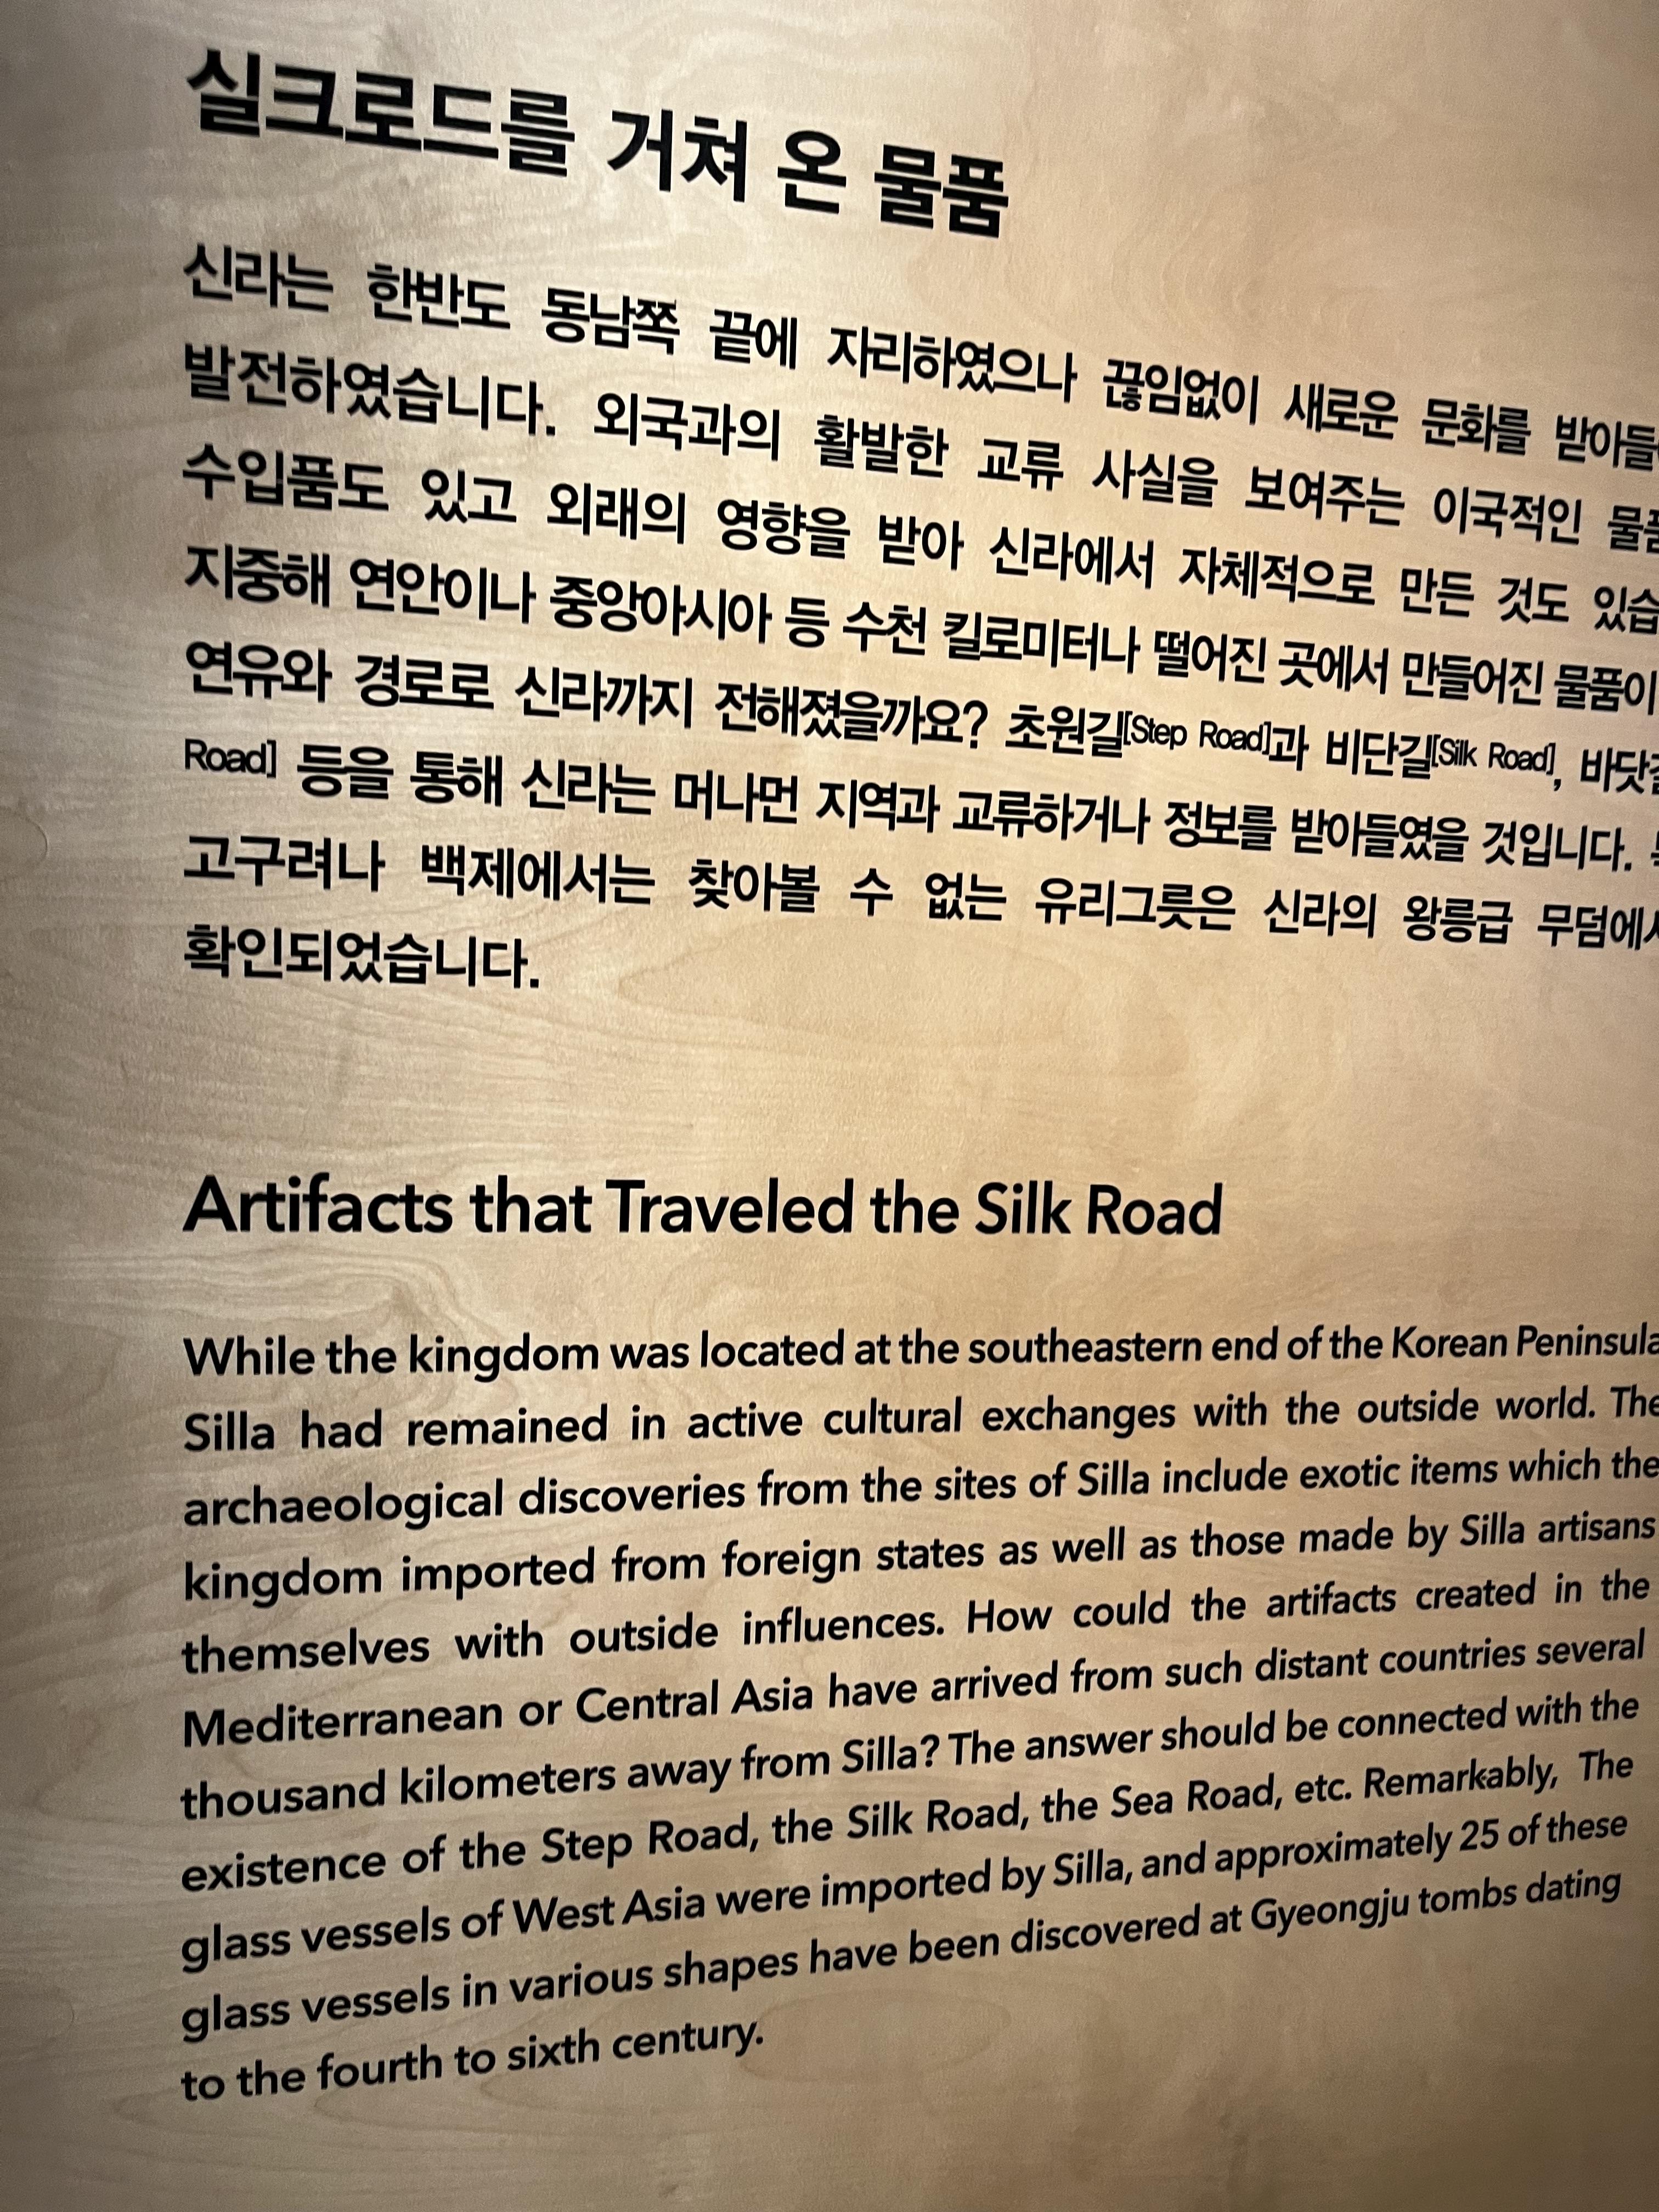 실크로드를 거쳐 온 물품
신라는 한반도 동남쪽 끝에 자리하였으나 끊임없이 새로운 문화를 받아들
발전하였습니다. 외국과의 활발한 교류 사실을 보여주는 이국적인 물품
수입품도 있고 외래의 영향을 받아 신라에서 자체적으로 만든 것도 있습
지중해 연안이나 중앙아시아 등 수천 킬로미터나 떨어진 곳에서 만들어진 물품이
연유와 경로로 신라까지 전해졌을까요? 초원길[Step Road]과 비단길[Silk Road], 바닷길
Road] 등을 통해 신라는 머나먼 지역과 교류하거나 정보를 받아들였을 것입니다.
고구려나 백제에서는 찾아볼 수 없는 유리그릇은 신라의 왕릉급 무덤에서
확인되었습니다.
Artifacts that Traveled the Silk Road
While the kingdom was located at the southeastern end of the Korean Peninsula
Silla had remained in active cultural exchanges with the outside world. The
archaeological discoveries from the sites of Silla include exotic items which the
kingdom imported from foreign states as well as those made by Silla artisans
themselves with outside influences. How could the artifacts created in the
Mediterranean or Central Asia have arrived from such distant countries several
thousand kilometers away from Silla? The answer should be connected with the
existence of the Step Road, the Silk Road, the Sea Road, etc. Remarkably, The
glass vessels of West Asia were imported by Silla, and approximately 25 of these
glass vessels in various shapes have been discovered at Gyeongju tombs dating
to the fourth to sixth century.